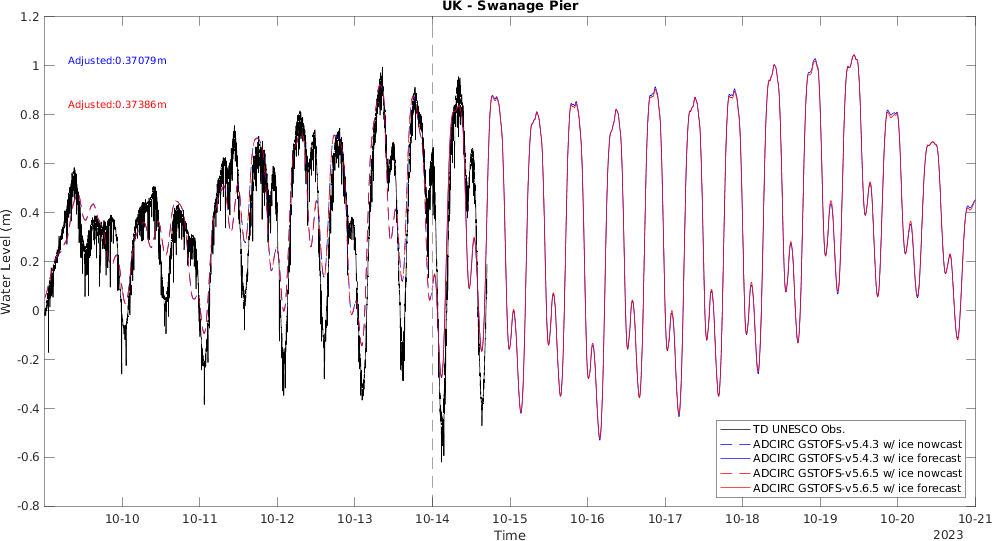 UK - Swanage Pier
1.2
1
0.8
0.6
0.4
0.2
0
-0.2
-0.4
-0.6
-0.8
Water Level (m)
Adjusted:0.37079m
Adjusted:0.37386m
TD UNESCO Obs.
ADCIRC GSTOFS-v5.4.3 w/ ice nowcast
ADCIRC GSTOFS-v5.4.3 w/ ice forecast
ADCIRC GSTOFS-v5.6.5 w/ ice nowcast
ADCIRC GSTOFS-v5.6.5 w/ ice forecast
10-10 10-11 10-12 10-13 10-14 10-15 10-16 10-17 10-18 10-19 10-20 10-21
Time
2023